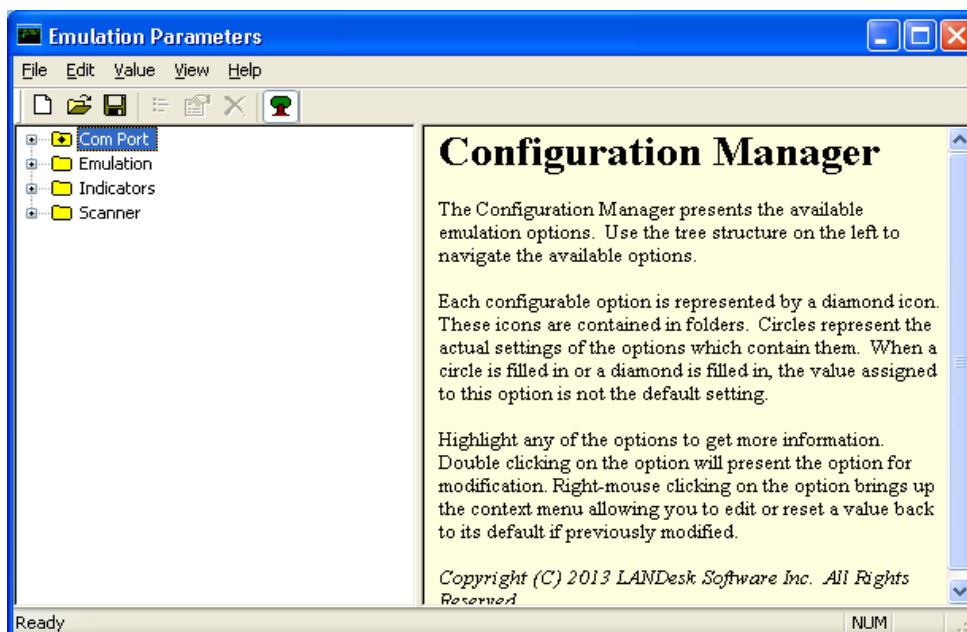 Emulation Parameters
File Edit Value View Help
Com Port
Emulation
Indicators
Scanner
Configuration Manager
The Configuration Manager presents the available
emulation options.  Use the tree structure on the left to
navigate the available options.
Each configurable option is represented by a diamond icon.
These icons are contained in folders.  Circles represent the
actual settings of the options which contain them.  When a
circle is filled in or a diamond is filled in, the value assigned
to this option is not the default setting.
Highlight any of the options to get more information.
Double clicking on the option will present the option for
modification. Right-mouse clicking on the option brings up
the context menu allowing you to edit or reset a value back
to its default if previously modified.
Copyright (C) 2013 LANDesk Software Inc.  All Rights
Reserved
Ready NUM